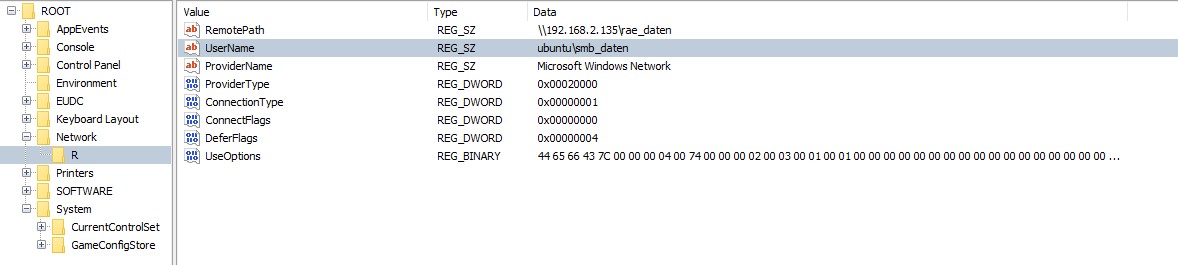 ROOT
AppEvents
Console
Control Panel
Environment
EUDC
Keyboard Layout
Network
R
Printers
SOFTWARE
System
CurrentControlSet
GameConfigStore
Value Type Data
RemotePath REG_SZ \\192.168.2.135\rae_daten
UserName REG_SZ ubuntu\smb_daten
ProviderName REG_SZ Microsoft Windows Network
ProviderType REG_DWORD 0x00020000
ConnectionType REG_DWORD 0x00000001
ConnectFlags REG_DWORD 0x00000000
DeferFlags REG_DWORD 0x00000004
UseOptions REG_BINARY 44 65 66 43 7C 00 00 00 04 00 74 00 00 00 02 00 03 00 01 00 01 00 00 00 00 00 00 00 00 00 00 00 00 00 00 ...